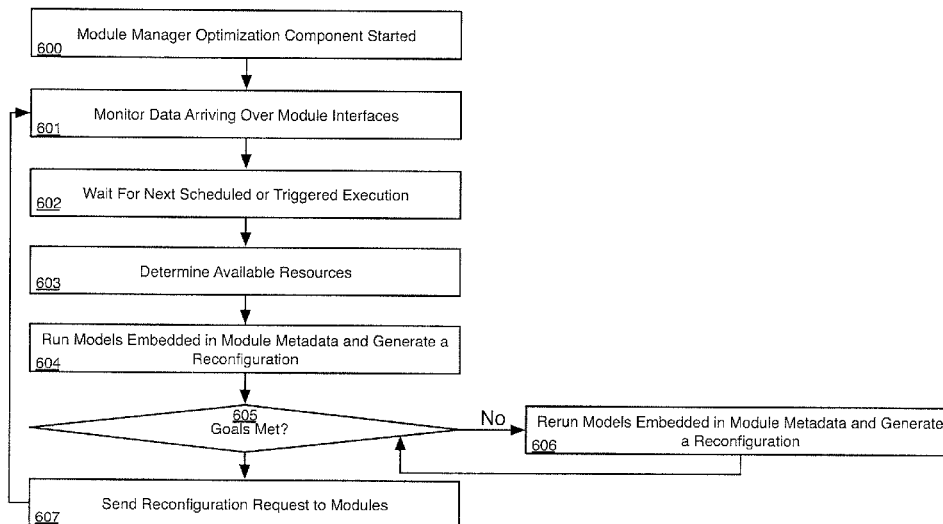 Module Manager Optimization Component Started
600
Monitor Data Arriving Over Module Interfaces
601
Wait For Next Scheduled or Triggered Execution
602
Determine Available Resources
603
Run Models Embedded in Module Metadata and Generate a
Reconfiguration
604
605
Goals Met?
No
Rerun Models Embedded in Module Metadata and Generate
a Reconfiguration
606
Send Reconfiguration Request to Modules
607